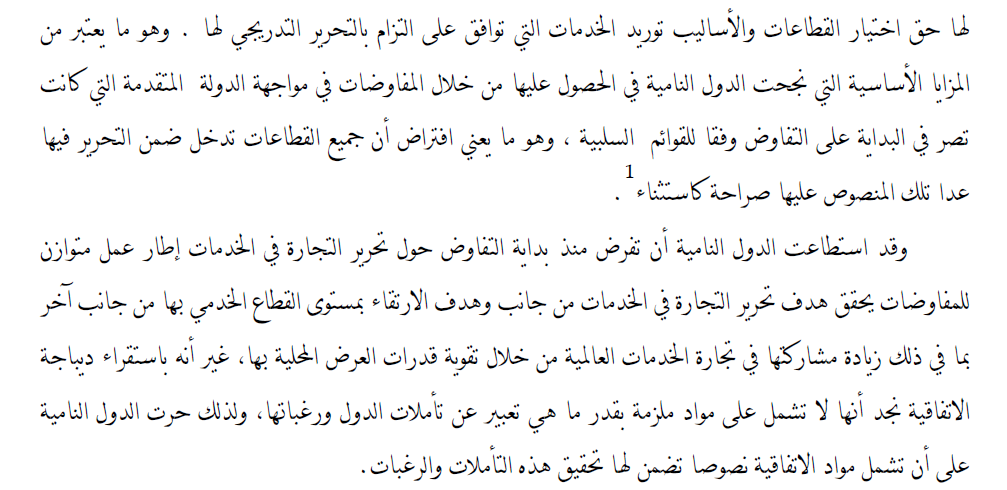 لها حق اختيار القطاعات والأساليب توريد الخدمات التي توافق على التزام بالتحرير التدريجي لها . وهو ما يعتبر من
المزايا الأساسية التي نجحت الدول النامية في الحصول عليها من خلال المفاوضات في مواجهة الدولة المتقدمة التي كانت
تصر في البداية على التفاوض وفقا للقوائم السلبية ، وهو ما يعني افتراض أن جميع القطاعات تدخل ضمن التحرير فيها
عدا تلك المنصوص عليها صراحة كاستثناء1 .
وقد استطاعت الدول النامية أن تفرض منذ بداية التفاوض حول تحرير التجارة في الخدمات إطار عمل متوازن
للمفاوضات يحقق هدف تحرير التجارة في الخدمات من جانب وهدف الارتقاء بمستوى القطاع الخدمي بها من جانب آخر
بما في ذلك زيادة مشاركتها في تجارة الخدمات العالمية من خلال تقوية قدرات العرض المحلية بها، غير أنه باستقراء ديباجة
الاتفاقية نجد أنها لا تشمل على مواد ملزمة بقدر ما هي تعبير عن تأملات الدول ورغباتها، ولذلك حرت الدول النامية
على أن تشمل مواد الاتفاقية نصوصا تضمن لها تحقيق هذه التأملات والرغبات.